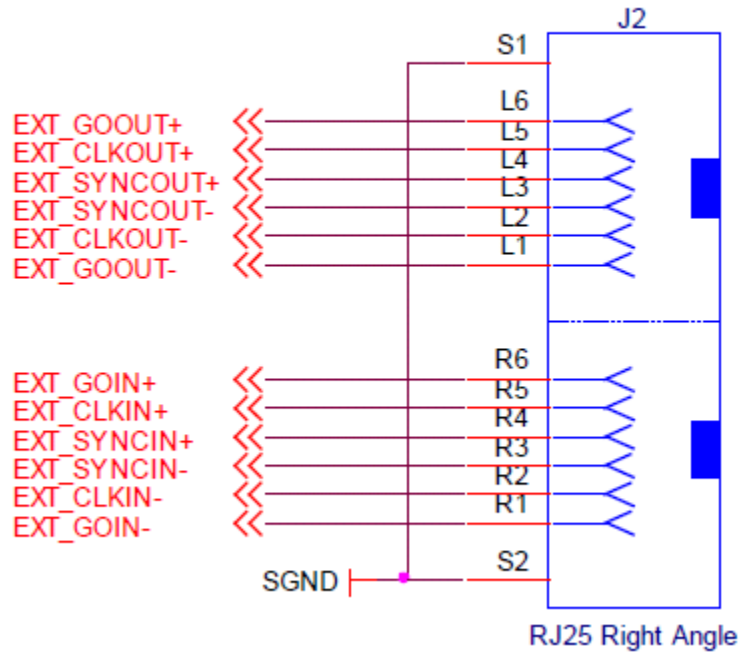 J2
S1
EXT_GOOUT+ L6
EXT_CLKOUT+ L5
EXT_SYNCOUT+ L4
EXT_SYNCOUT- L3
EXT_CLKOUT- L2
EXT_GOOUT- L1
EXT_GOIN+ R6
EXT_CLKIN+ R5
EXT_SYNCIN+ R4
EXT_SYNCIN- R3
EXT_CLKIN- R2
EXT_GOIN- R1
SGND S2
RJ25 Right Angle